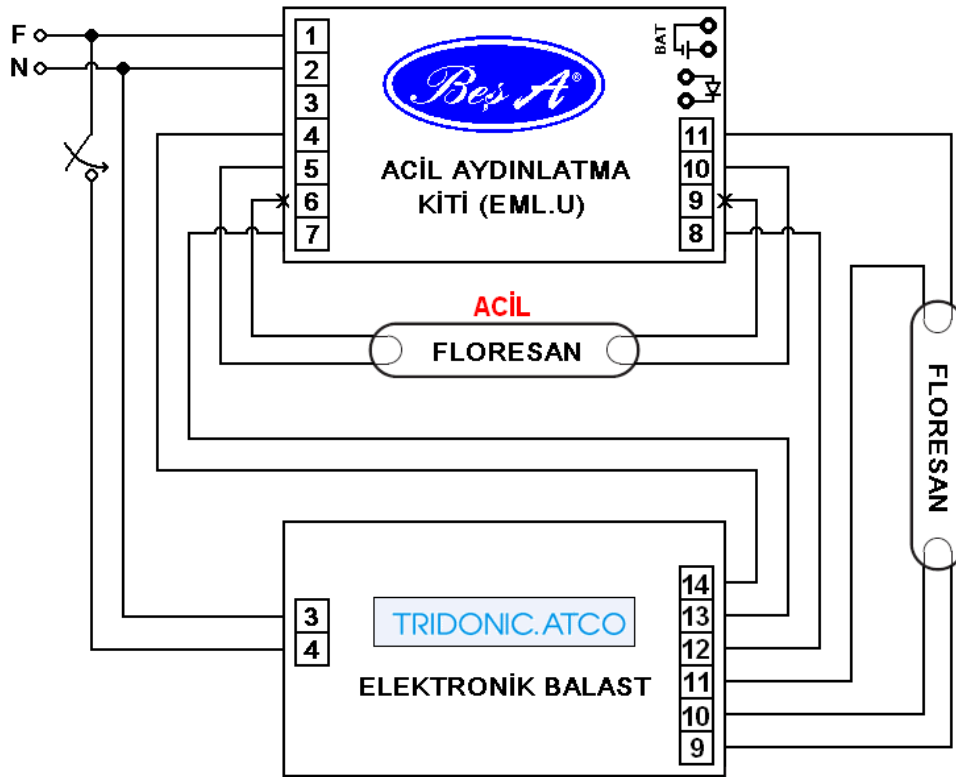 F
N
1
2
3
4
5
6
7
Beş A®
BAT
11
10
9
8
ACİL AYDINLATMA
KİTİ (EML.U)
ACİL
FLORESAN
FLORESAN
3
4
TRIDONIC.ATCO
ELEKTRONİK BALAST
14
13
12
11
10
9